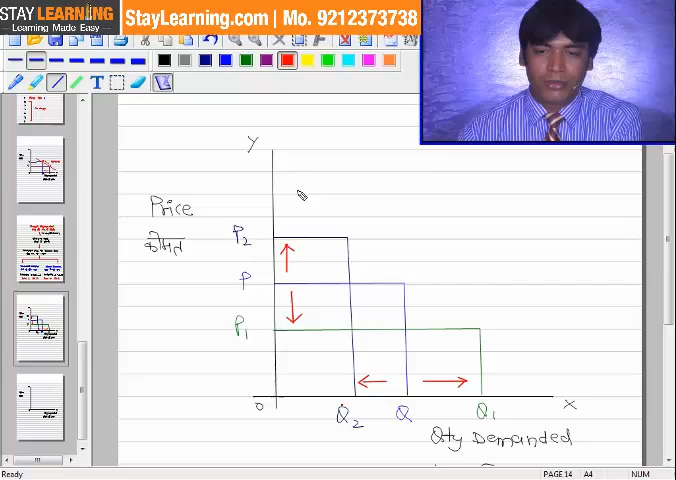 STAY LEARNING
Learning Made Easy
StayLearning.com | Mo. 9212373738
Y
Price
कीमत
P2
P
P1
O
Q2
Q
Q1
X
Qty Demanded
Ready
PAGE 14
A4
NUM